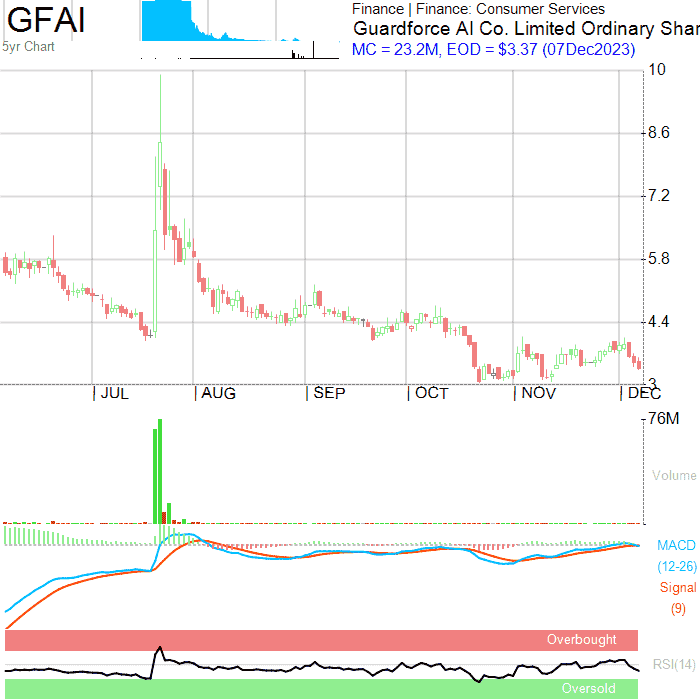 GFAI
5yr Chart
Finance | Finance: Consumer Services
Guardforce AI Co. Limited Ordinary Shar
MC = 23.2M, EOD = $3.37 (07Dec2023)
10
8.6
7.2
5.8
4.4
3
JUL AUG SEP OCT NOV DEC
76M
Volume
MACD
(12-26)
Signal
(9)
Overbought
RSI(14)
Oversold